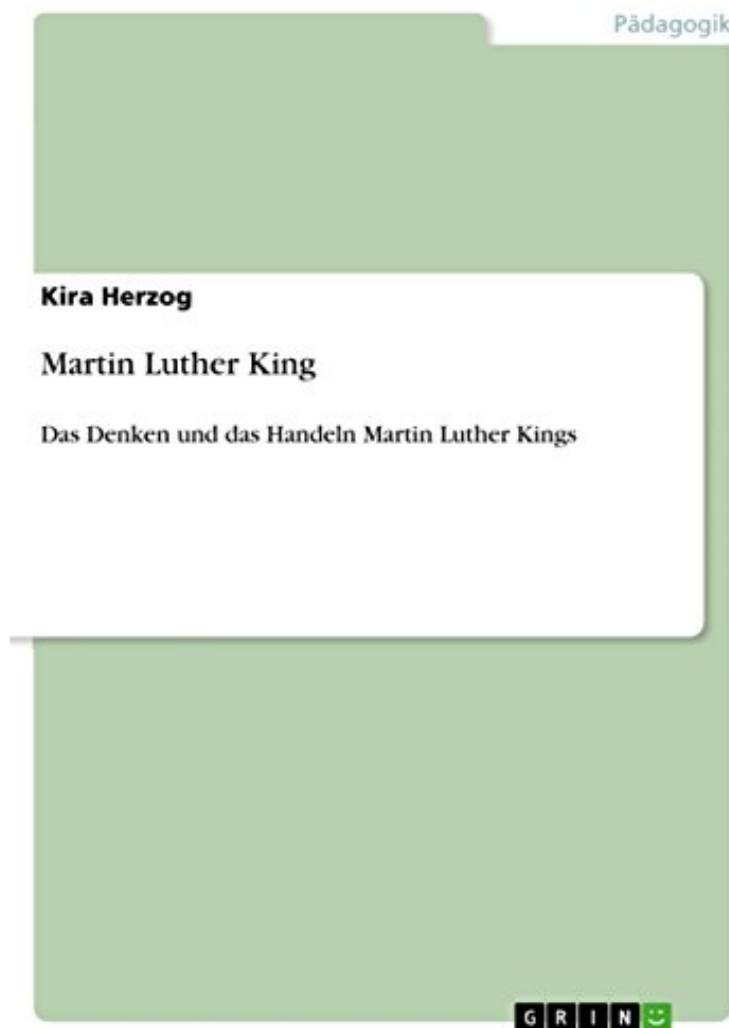 Pädagogik
Kira Herzog
Martin Luther King
Das Denken und das Handeln Martin Luther Kings
GRIN